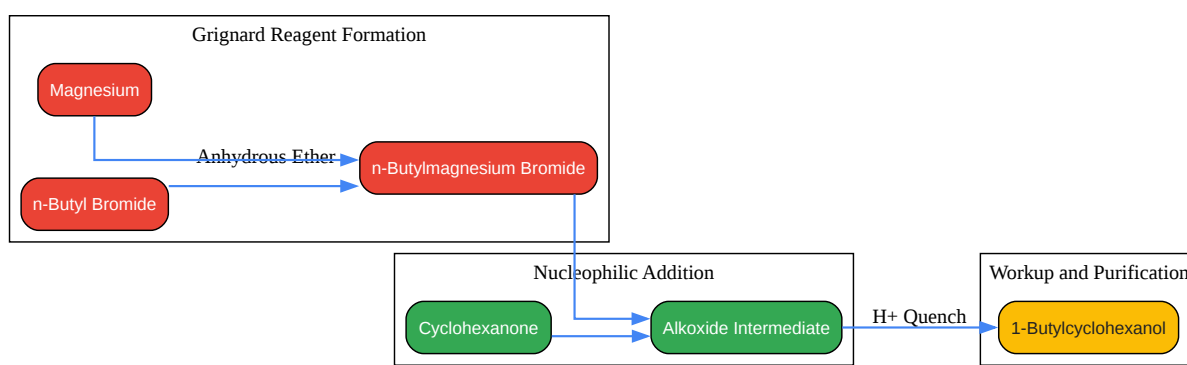 Grignard Reagent Formation
Magnesium
Anhydrous Ether
n-Butylmagnesium Bromide
n-Butyl Bromide
Nucleophilic Addition
Workup and Purification
Cyclohexanone
Alkoxide Intermediate
H+ Quench
1-Butylcyclohexanol